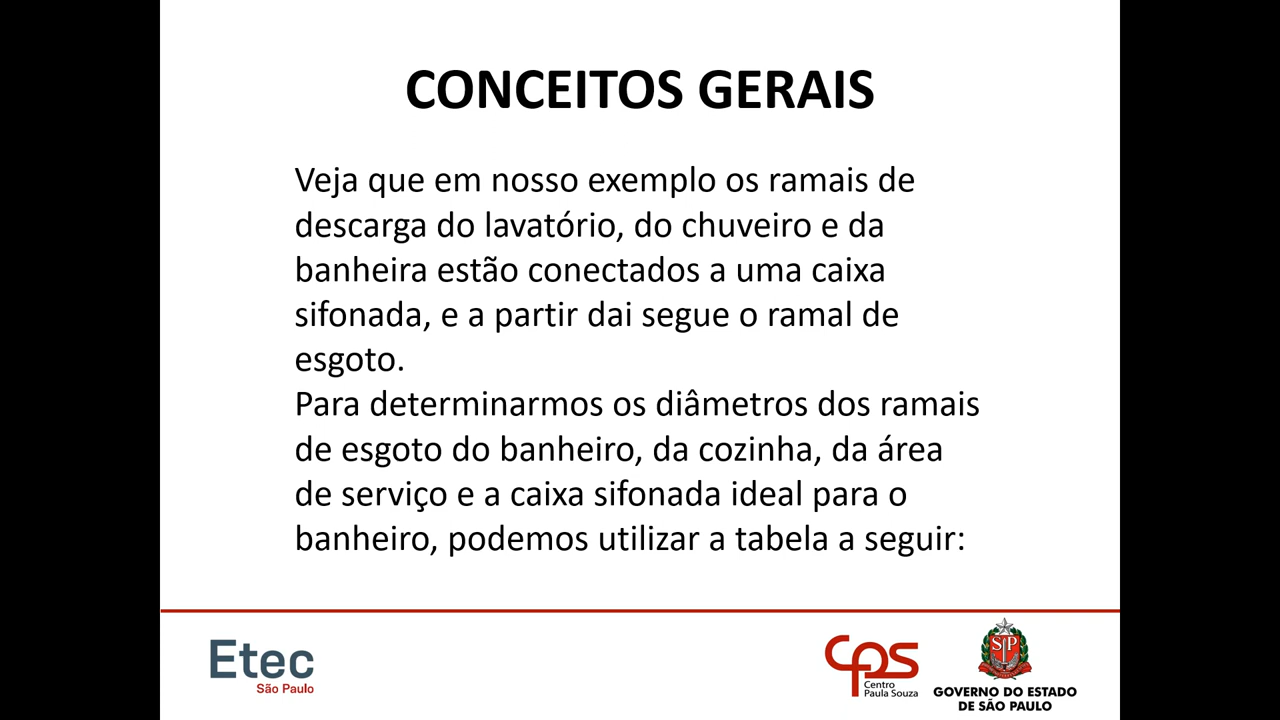 CONCEITOS GERAIS
Veja que em nosso exemplo os ramais de
descarga do lavatório, do chuveiro e da
banheira estão conectados a uma caixa
sifonada, e a partir dai segue o ramal de
esgoto.
Para determinarmos os diâmetros dos ramais
de esgoto do banheiro, da cozinha, da área
de serviço e a caixa sifonada ideal para o
banheiro, podemos utilizar a tabela a seguir:
Etec
São Paulo
cps
Centro
Paula Souza
SP
GOVERNO DO ESTADO
DE SÃO PAULO